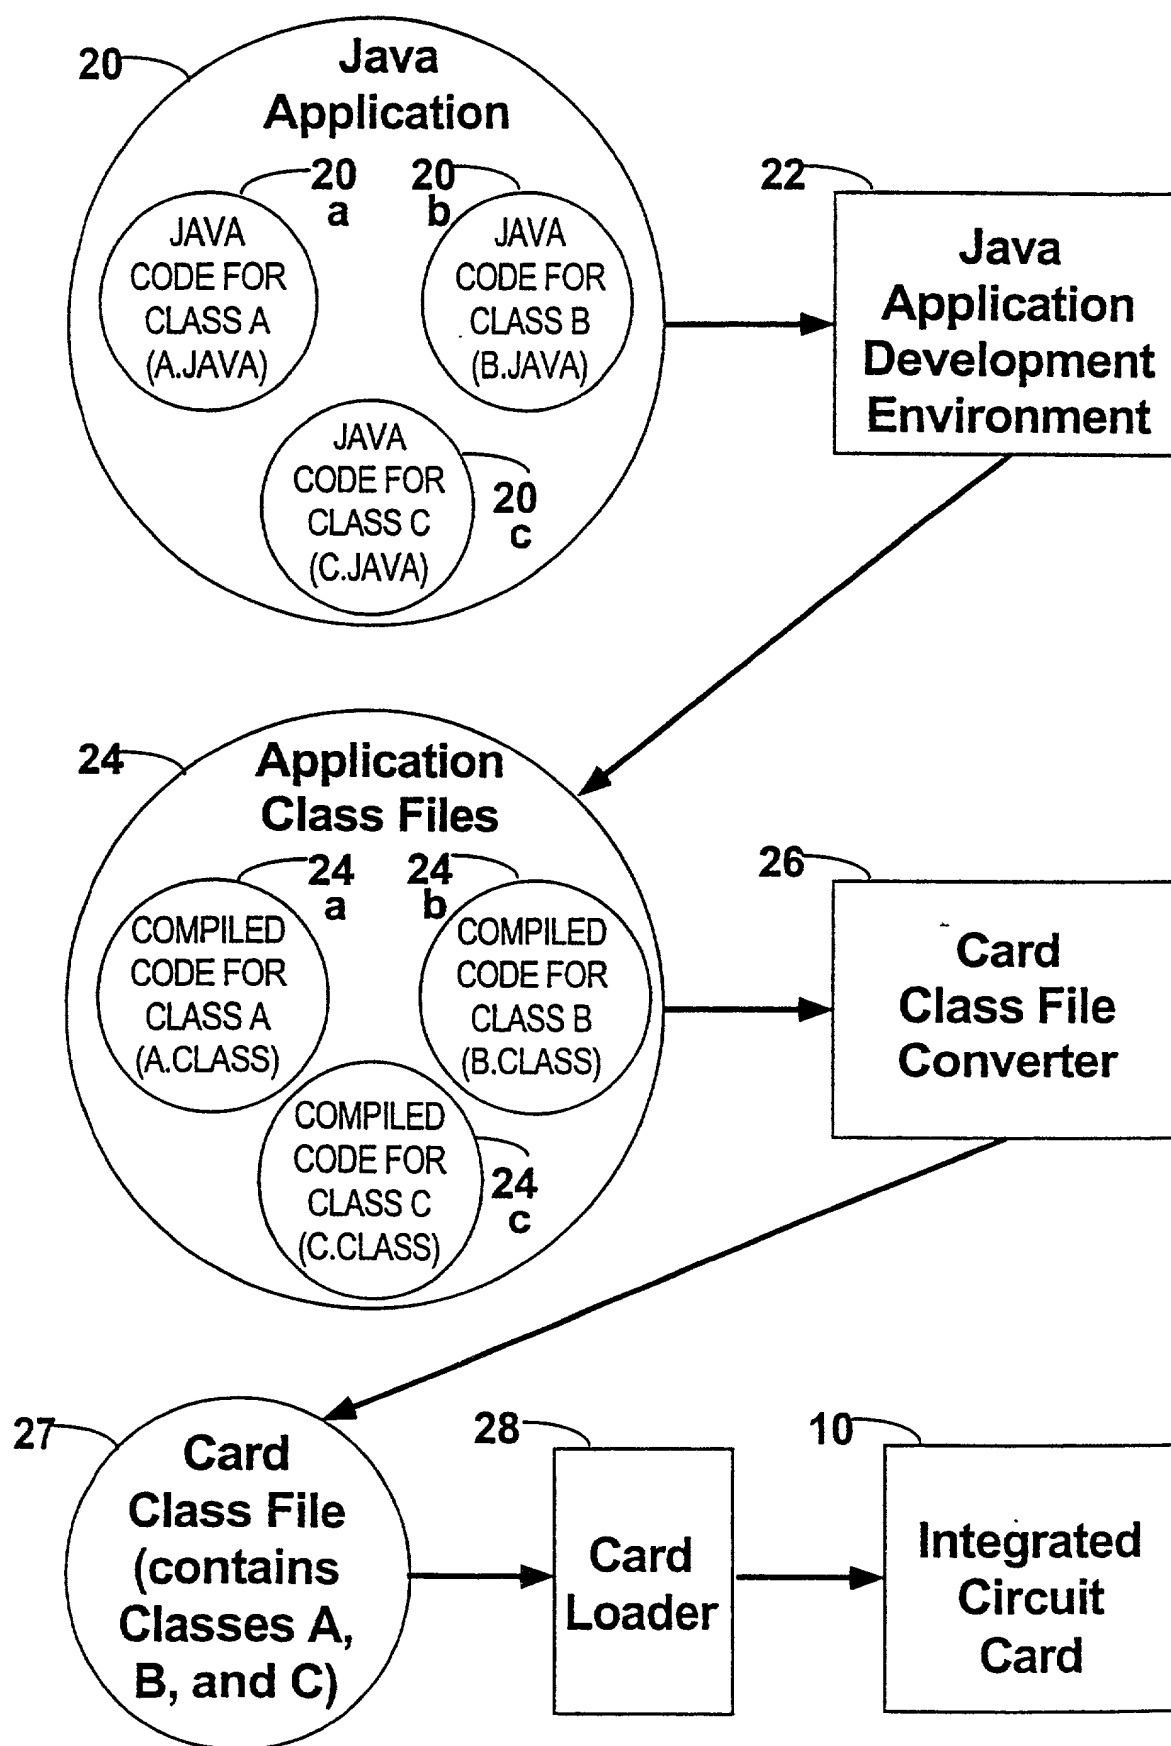 20
Java
Application
20
a
20
b
JAVA
CODE FOR
CLASS A
(A.JAVA)
JAVA
CODE FOR
CLASS B
(B.JAVA)
JAVA
CODE FOR
CLASS C
(C.JAVA)
20
c
22
Java
Application
Development
Environment
24
Application
Class Files
24
a
24
b
COMPILED
CODE FOR
CLASS A
(A.CLASS)
COMPILED
CODE FOR
CLASS B
(B.CLASS)
COMPILED
CODE FOR
CLASS C
(C.CLASS)
24
c
26
Card
Class File
Converter
27
Card
Class File
(contains
Classes A,
B, and C)
28
Card
Loader
10
Integrated
Circuit
Card